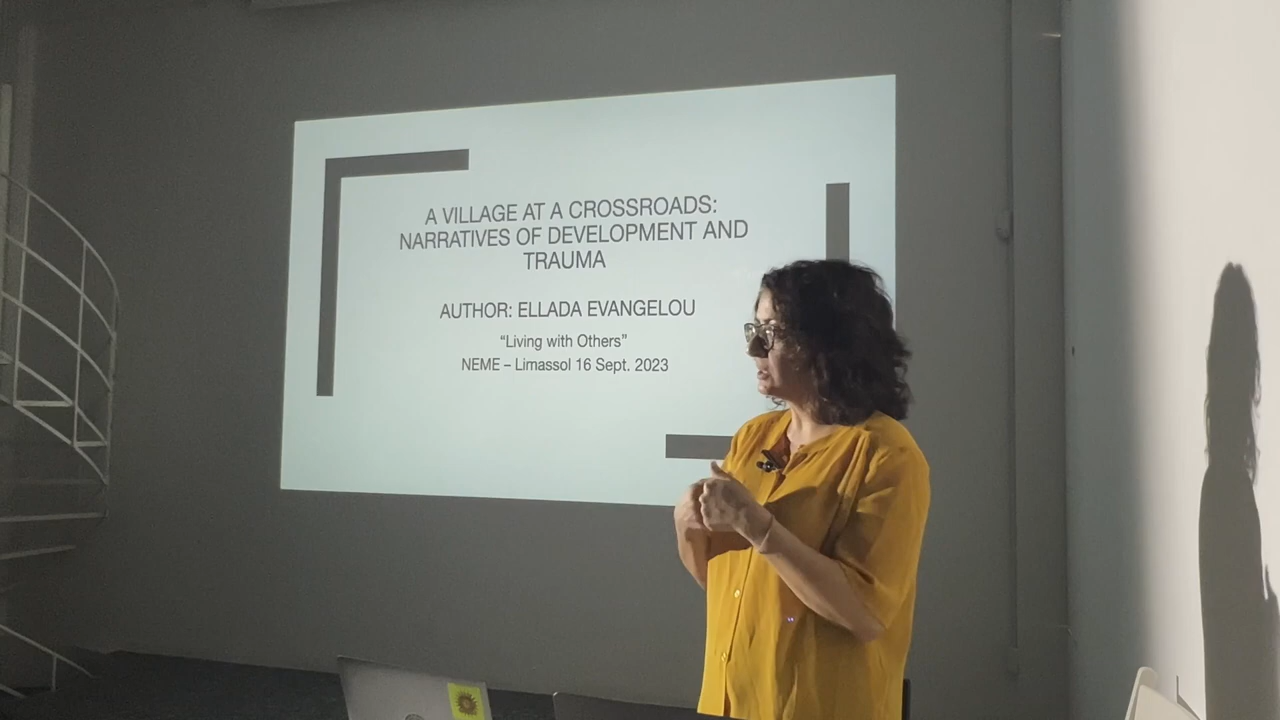 A VILLAGE AT A CROSSROADS:
NARRATIVES OF DEVELOPMENT AND
TRAUMA
AUTHOR: ELLADA EVANGELOU
“Living with Others”
NEME – Limassol 16 Sept. 2023